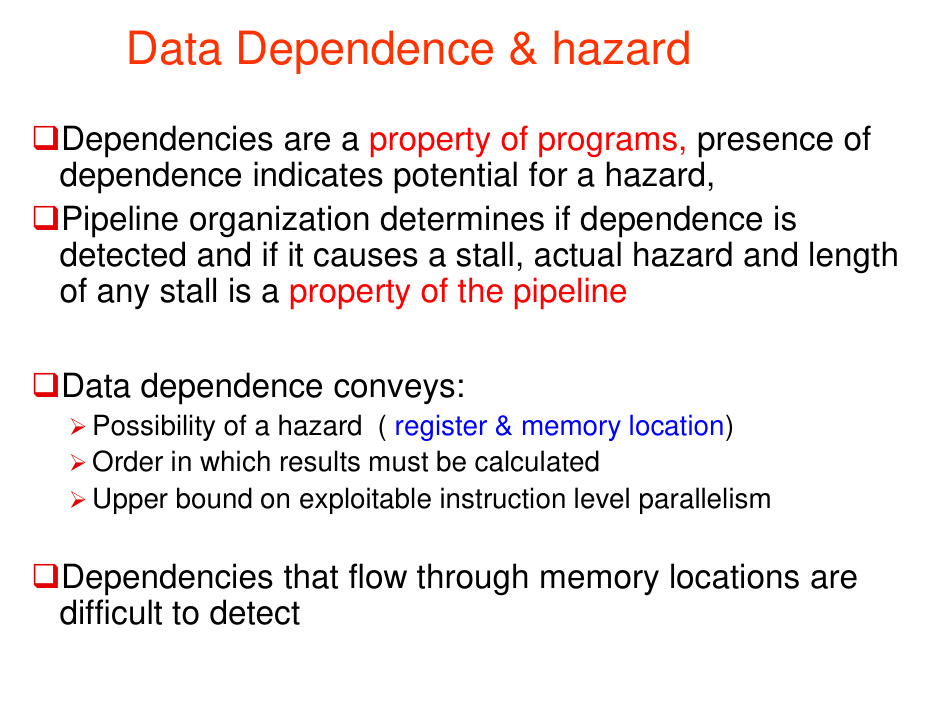 Data Dependence & hazard
❑Dependencies are a property of programs, presence of
dependence indicates potential for a hazard,
❑Pipeline organization determines if dependence is
detected and if it causes a stall, actual hazard and length
of any stall is a property of the pipeline
❑Data dependence conveys:
➢Possibility of a hazard ( register & memory location)
➢Order in which results must be calculated
➢Upper bound on exploitable instruction level parallelism
❑Dependencies that flow through memory locations are
difficult to detect